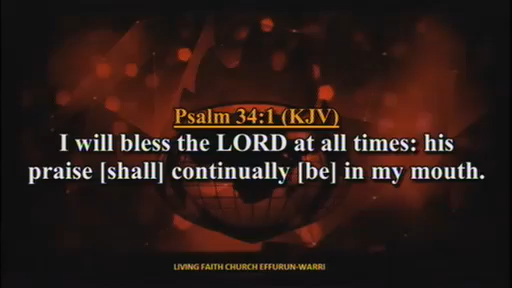 Psalm 34:1 (KJV)
I will bless the LORD at all times: his
praise [shall] continually [be] in my mouth.
LIVING FAITH CHURCH EFFURUN-WARRI